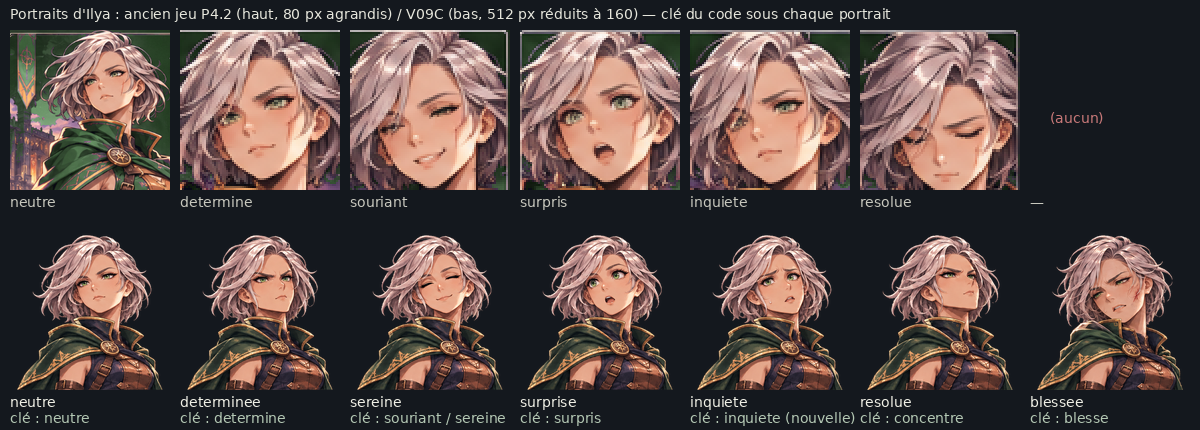 Portraits d'Ilya : ancien jeu P4.2 (haut, 80 px agrandis) / V09C (bas, 512 px réduits à 160) — clé du code sous chaque portrait
(aucun)
neutre determine souriant surpris inquiete resolue —
neutre determinee sereine surprise inquiete resolue blessee
clé : neutre clé : determine clé : souriant / sereine clé : surpris clé : inquiete (nouvelle) clé : concentre clé : blesse